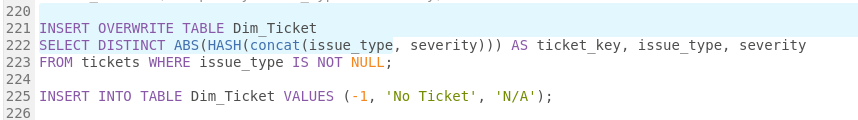 220
221 INSERT OVERWRITE TABLE Dim_Ticket
222 SELECT DISTINCT ABS(HASH(concat(issue_type, severity))) AS ticket_key, issue_type, severity
223 FROM tickets WHERE issue_type IS NOT NULL;
224
225 INSERT INTO TABLE Dim_Ticket VALUES (-1, 'No Ticket', 'N/A');
226